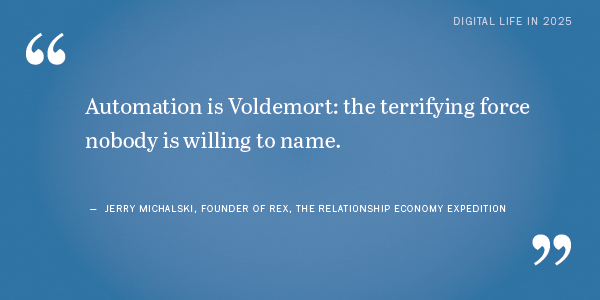 DIGITAL LIFE IN 2025
“
Automation is Voldemort: the terrifying force
nobody is willing to name.
— JERRY MICHALSKI, FOUNDER OF REX, THE RELATIONSHIP ECONOMY EXPEDITION
”